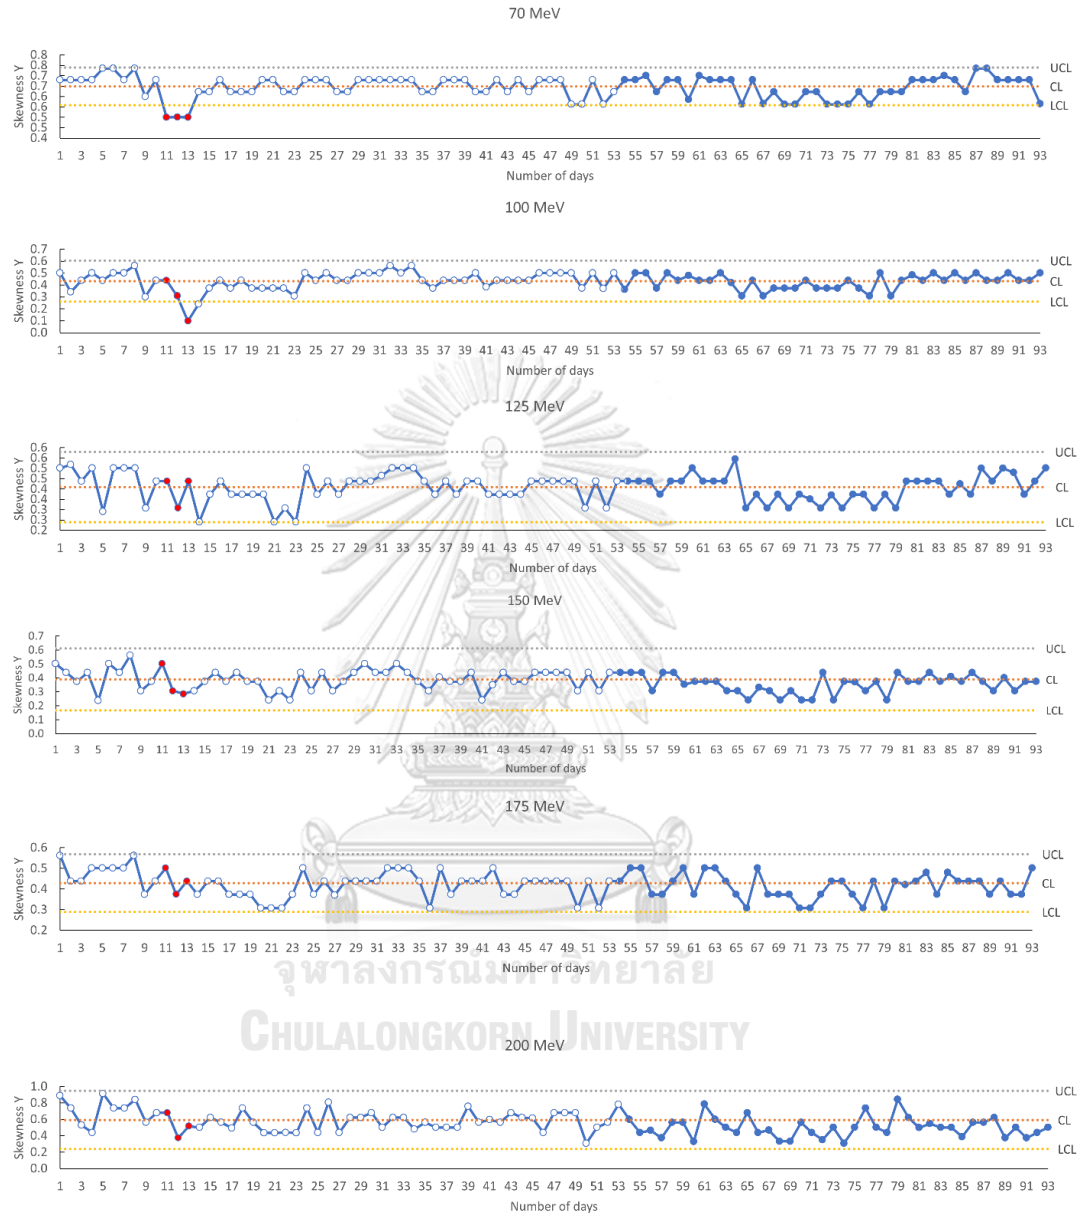 70 MeV
Skewness Y
0.8
0.8
0.7
0.7
0.6
0.6
0.5
0.5
0.4
UCL
CL
LCL
1 3 5 7 9 11 13 15 17 19 21 23 25 27 29 31 33 35 37 39 41 43 45 47 49 51 53 55 57 59 61 63 65 67 69 71 73 75 77 79 81 83 85 87 89 91 93
Number of days
100 MeV
Skewness Y
0.7
0.6
0.5
0.4
0.3
0.2
0.1
0.0
UCL
CL
LCL
1 3 5 7 9 11 13 15 17 19 21 23 25 27 29 31 33 35 37 39 41 43 45 47 49 51 53 55 57 59 61 63 65 67 69 71 73 75 77 79 81 83 85 87 89 91 93
Number of days
125 MeV
Skewness Y
0.6
0.6
0.5
0.5
0.4
0.4
0.3
0.3
0.2
UCL
CL
LCL
1 3 5 7 9 11 13 15 17 19 21 23 25 27 29 31 33 35 37 39 41 43 45 47 49 51 53 55 57 59 61 63 65 67 69 71 73 75 77 79 81 83 85 87 89 91 93
Number of days
150 MeV
Skewness Y
0.7
0.6
0.5
0.4
0.3
0.2
0.1
0.0
UCL
CL
LCL
1 3 5 7 9 11 13 15 17 19 21 23 25 27 29 31 33 35 37 39 41 43 45 47 49 51 53 55 57 59 61 63 65 67 69 71 73 75 77 79 81 83 85 87 89 91 93
Number of days
175 MeV
Skewness Y
0.6
0.5
0.4
0.3
0.2
UCL
CL
LCL
1 3 5 7 9 11 13 15 17 19 21 23 25 27 29 31 33 35 37 39 41 43 45 47 49 51 53 55 57 59 61 63 65 67 69 71 73 75 77 79 81 83 85 87 89 91 93
Number of days
จุฬาลงกรณ์มหาวิทยาลัย
CHULALONGKORN UNIVERSITY
200 MeV
Skewness Y
1.0
0.8
0.6
0.4
0.2
0.0
UCL
CL
LCL
1 3 5 7 9 11 13 15 17 19 21 23 25 27 29 31 33 35 37 39 41 43 45 47 49 51 53 55 57 59 61 63 65 67 69 71 73 75 77 79 81 83 85 87 89 91 93
Number of days